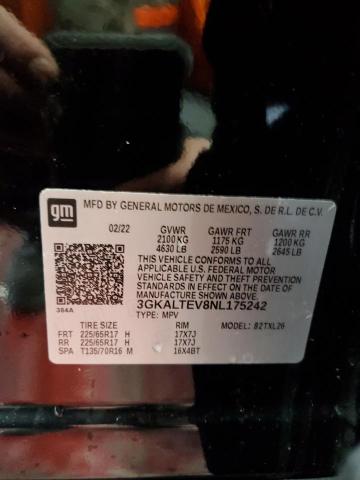 gm
MFD BY GENERAL MOTORS DE MEXICO, S. DE R.L. DE C.V.
02/22 GVWR GAWR FRT GAWR RR
2100 KG 1175 KG 1200 KG
4630 LB 2590 LB 2645 LB
THIS VEHICLE CONFORMS TO ALL
APPLICABLE U.S. FEDERAL MOTOR
VEHICLE SAFETY AND THEFT PREVENTION
STANDARDS IN EFFECT ON THE DATE OF
MANUFACTURE SHOWN ABOVE.
384A 3GKALTEV8NL175242
TYPE: MPV
TIRE SIZE RIM MODEL: 82TXL26
FRT 225/65R17 H 17X7J
RR 225/65R17 H 17X7J
SPA T135/70R16 M 16X4BT